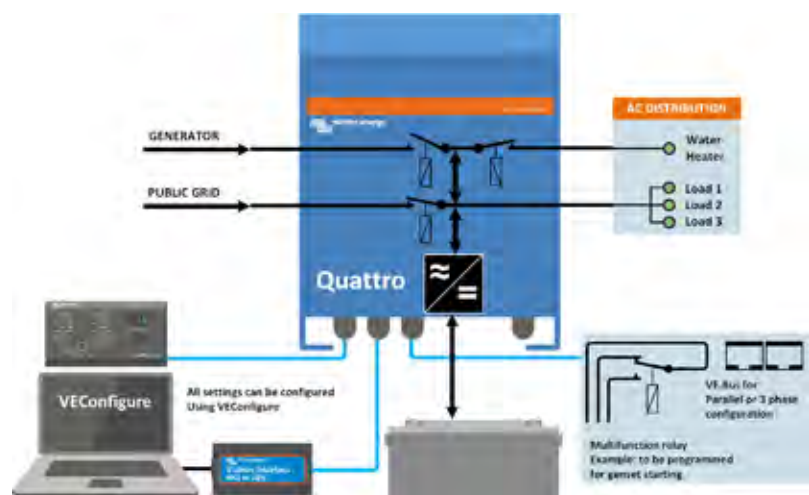 GENERATOR
PUBLIC GRID
AC DISTRIBUTION
Water
Heater
Load 1
Load 2
Load 3
Quattro
VEConfigure
All settings can be configured
Using VEConfigure
VE.Bus for
Parallel or 3 phase
configuration
Multifunction relay
Example: to be programmed
for genset starting